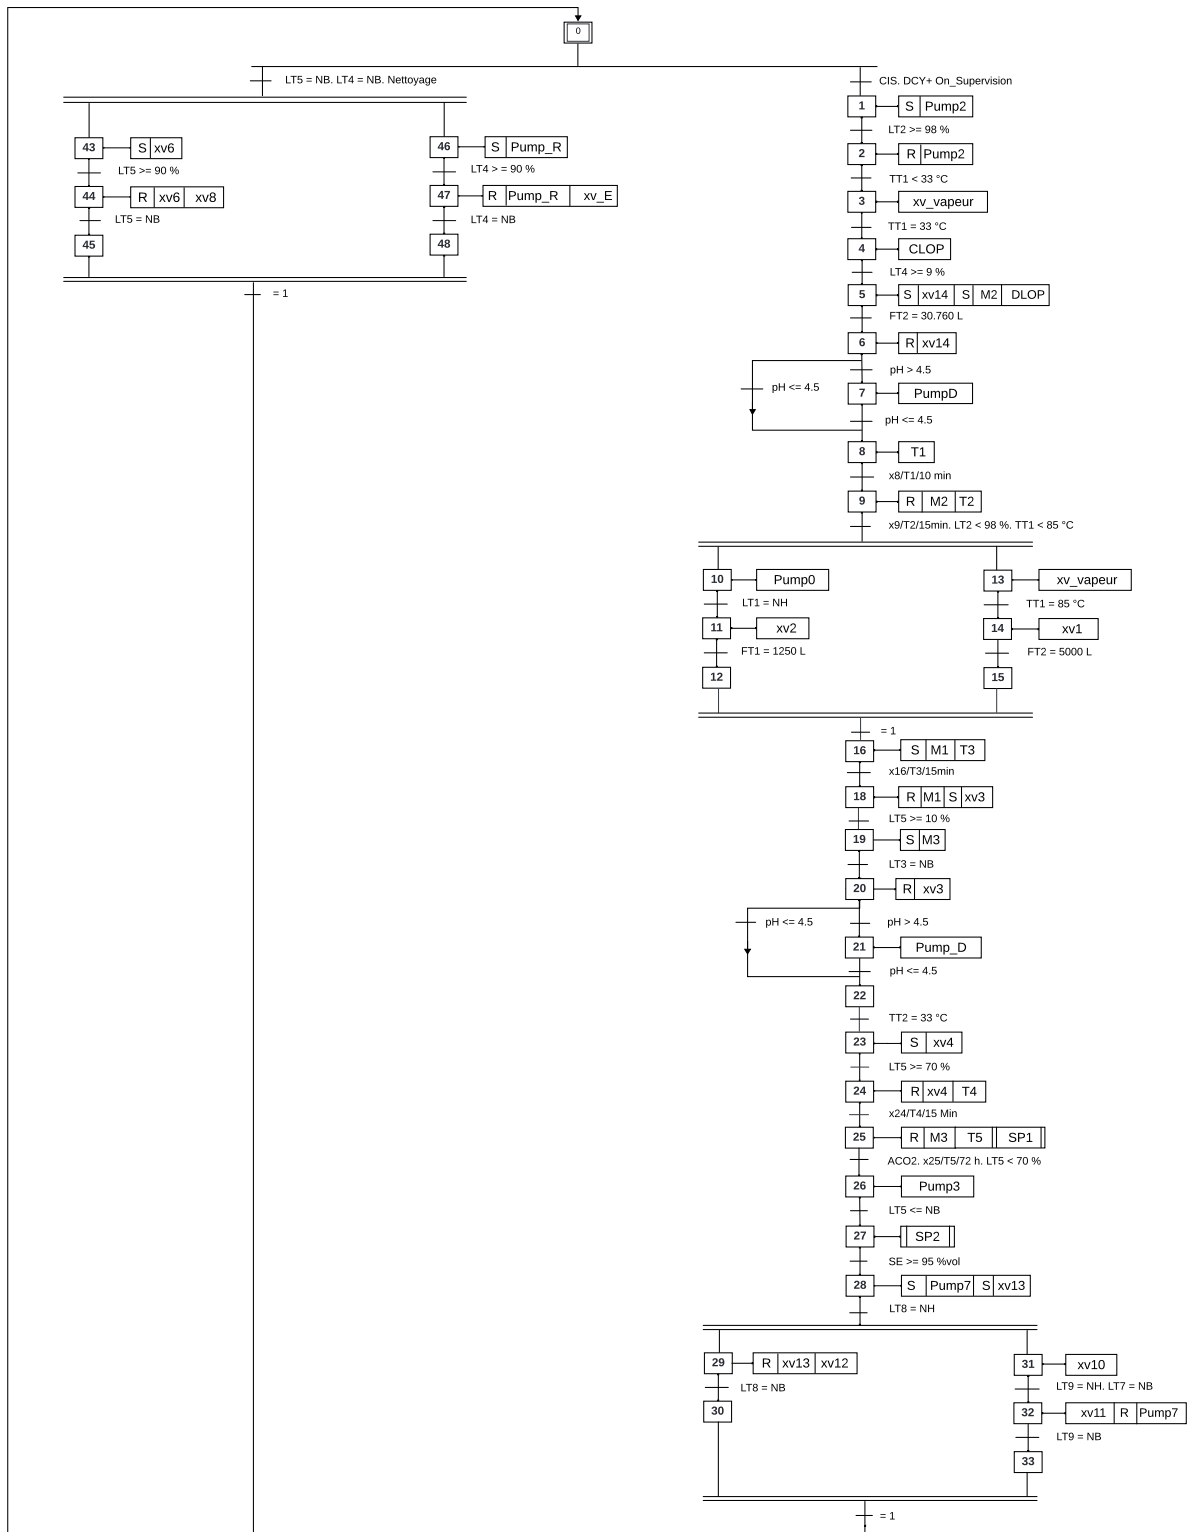 0
LT5 = NB. LT4 = NB. Nettoyage
CIS. DCY+ On_Supervision
43 S xv6
LT5 >= 90 %
44 R xv6 xv8
LT5 = NB
45
46 S Pump_R
LT4 > = 90 %
47 R Pump_R xv_E
LT4 = NB
48
= 1
1 S Pump2
LT2 >= 98 %
2 R Pump2
TT1 < 33 °C
3 xv_vapeur
TT1 = 33 °C
4 CLOP
LT4 >= 9 %
5 S xv14 S M2 DLOP
FT2 = 30.760 L
6 R xv14
pH <= 4.5
pH > 4.5
7 PumpD
pH <= 4.5
8 T1
x8/T1/10 min
9 R M2 T2
x9/T2/15min. LT2 < 98 %. TT1 < 85 °C
10 Pump0
LT1 = NH
11 xv2
FT1 = 1250 L
12
13 xv_vapeur
TT1 = 85 °C
14 xv1
FT2 = 5000 L
15
= 1
16 S M1 T3
x16/T3/15min
18 R M1 S xv3
LT5 >= 10 %
19 S M3
LT3 = NB
20 R xv3
pH <= 4.5
pH > 4.5
21 Pump_D
pH <= 4.5
22
TT2 = 33 °C
23 S xv4
LT5 >= 70 %
24 R xv4 T4
x24/T4/15 Min
25 R M3 T5 SP1
ACO2. x25/T5/72 h. LT5 < 70 %
26 Pump3
LT5 <= NB
27 SP2
SE >= 95 %vol
28 S Pump7 S xv13
LT8 = NH
29 R xv13 xv12
LT8 = NB
30
31 xv10
LT9 = NH. LT7 = NB
32 xv11 R Pump7
LT9 = NB
33
= 1